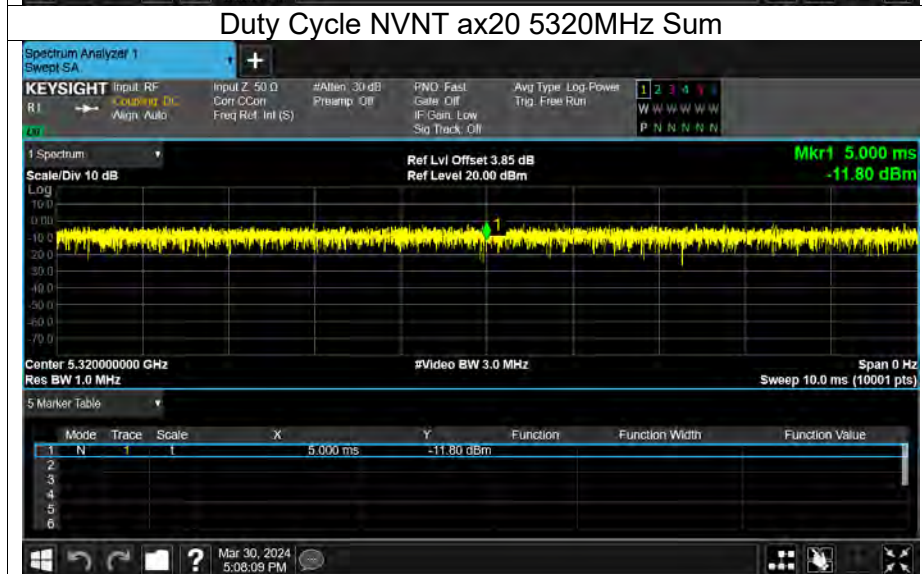 Duty Cycle NVNT ax20 5320MHz Sum
Spectrum Analyzer 1
Swept SA
+
KEYSIGHT Input: RF Input Z: 50 Ω #Atten: 30 dB PNO: Fast Avg Type: Log-Power 1 2 3 4 5 6
Coupling: DC Corr CCorr Preamp: Off Gate: Off Trig: Free Run W W W W W W
Align: Auto Freq Ref: Int (S) IF Gain: Low
Sig Track: Off P N N N N N
1 Spectrum Ref Lvl Offset 3.85 dB Mkr1 5.000 ms
Scale/Div 10 dB Ref Level 20.00 dBm -11.80 dBm
Log
10.0
0.00
-10.0
-20.0
-30.0
-40.0
-50.0
-60.0
-70.0
1
Center 5.320000000 GHz #Video BW 3.0 MHz Span 0 Hz
Res BW 1.0 MHz Sweep 10.0 ms (10001 pts)
5 Marker Table
Mode Trace Scale X Y Function Function Width Function Value
1 N 1 t 5.000 ms -11.80 dBm
2
3
4
5
6
? Mar 30, 2024
5:08:09 PM